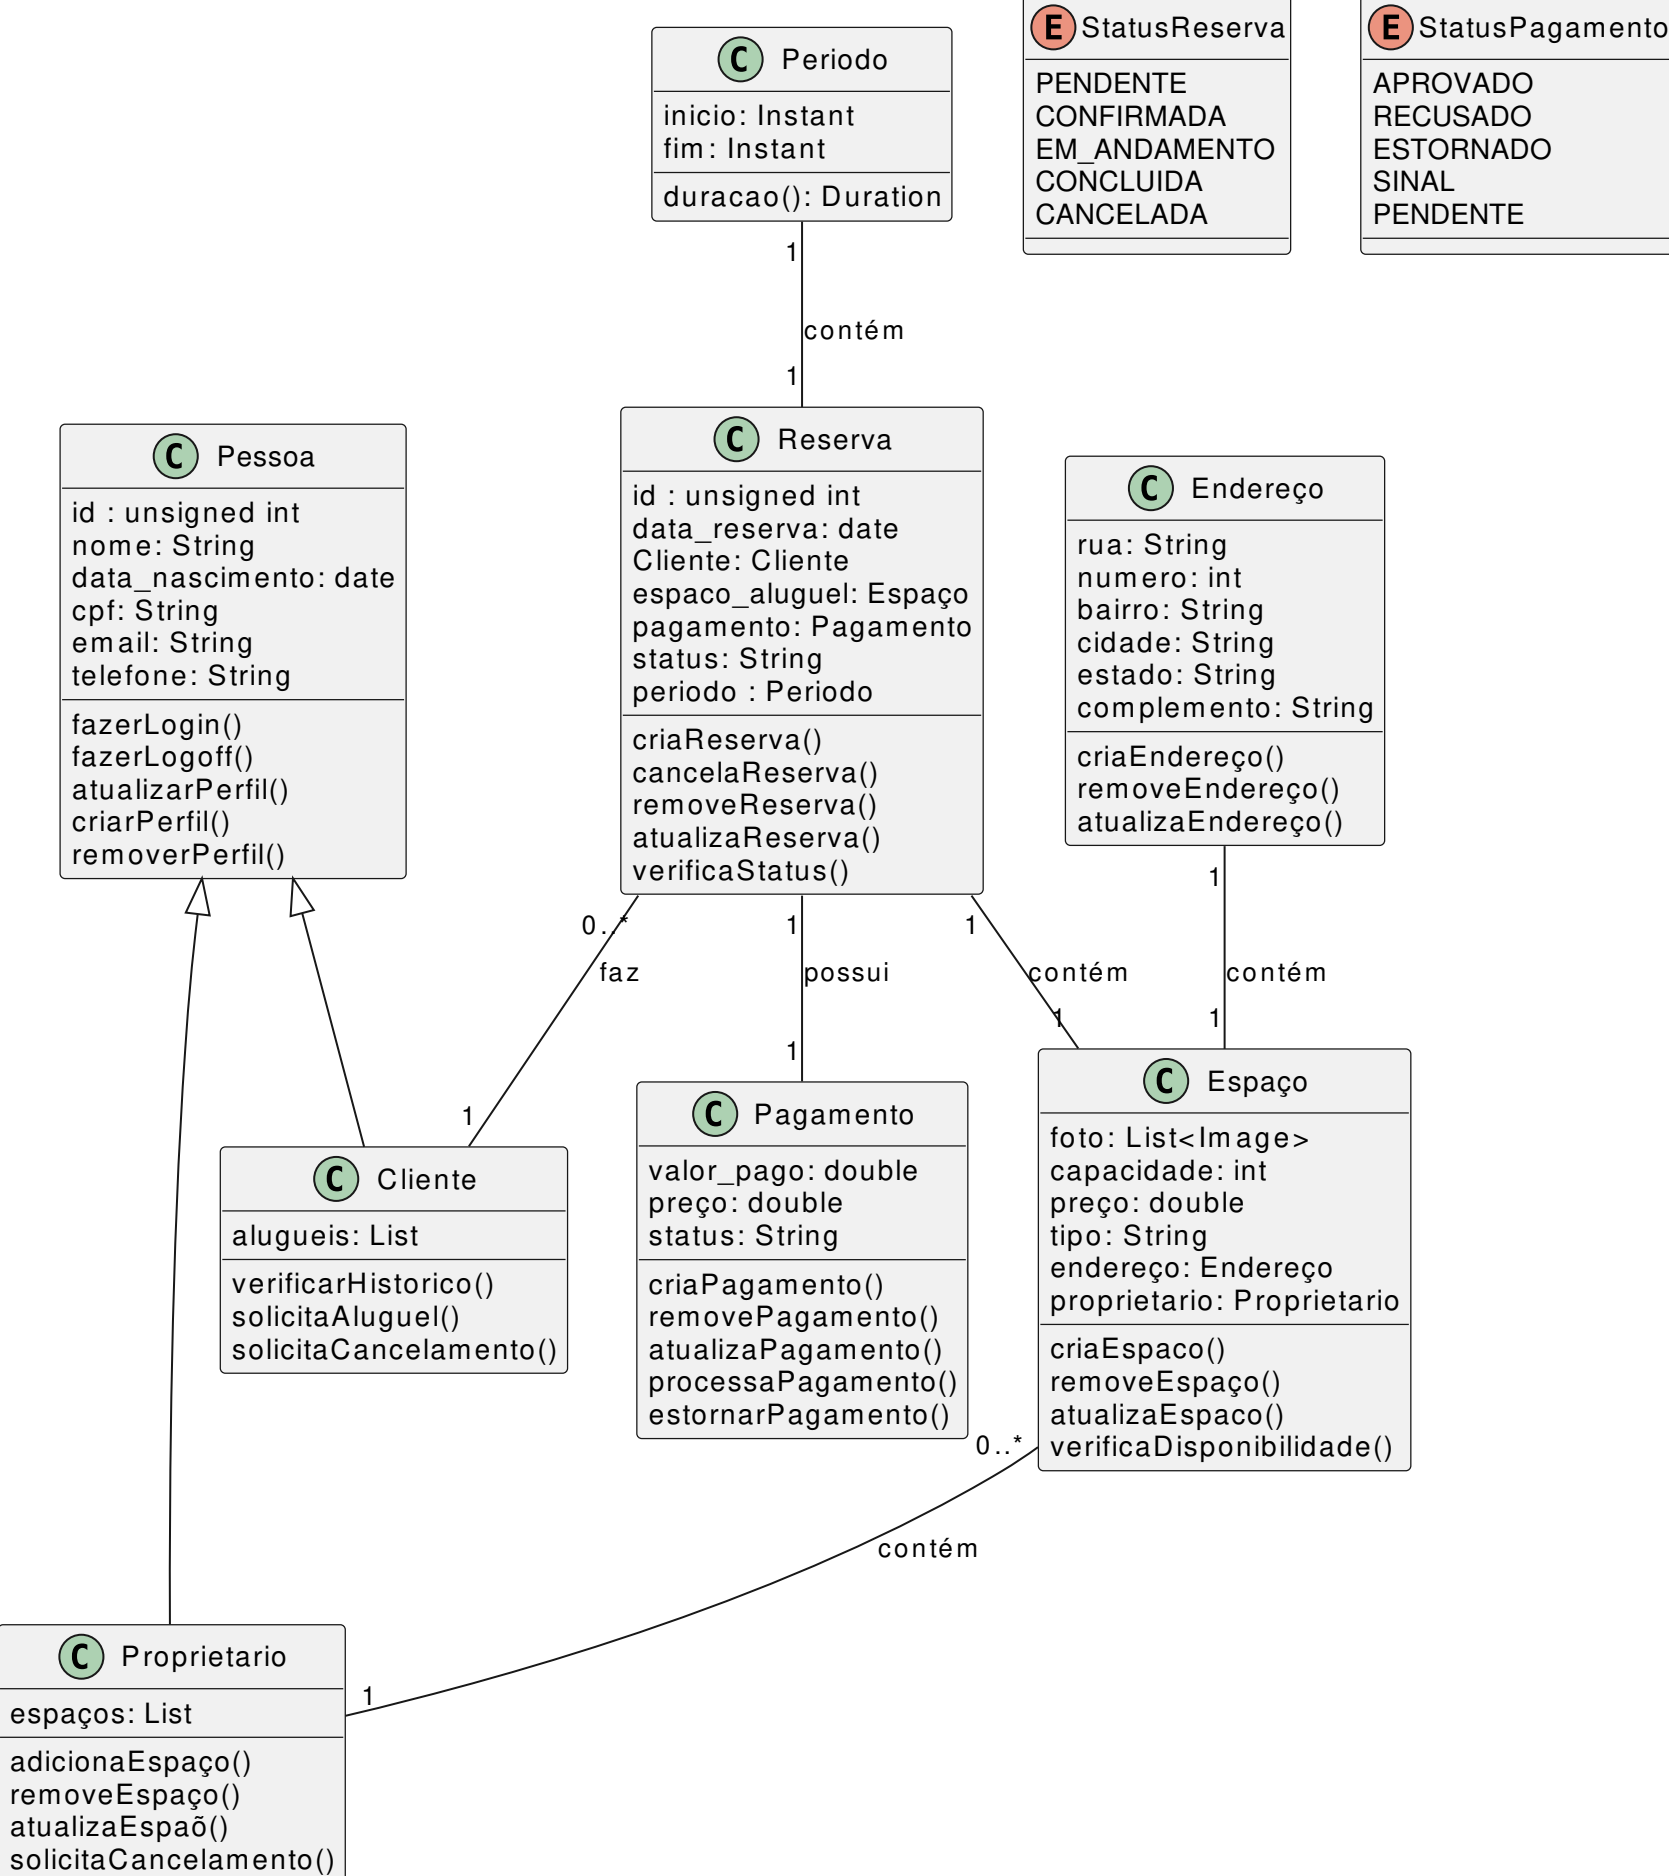 C Periodo
inicio: Instant
fim: Instant
duracao(): Duration
E StatusReserva
PENDENTE
CONFIRMADA
EM_ANDAMENTO
CONCLUIDA
CANCELADA
E StatusPagamento
APROVADO
RECUSADO
ESTORNADO
SINAL
PENDENTE
1
contém
1
C Pessoa
id : unsigned int
nome: String
data_nascimento: date
cpf: String
email: String
telefone: String
fazerLogin()
fazerLogoff()
atualizarPerfil()
criarPerfil()
removerPerfil()
C Reserva
id : unsigned int
data_reserva: date
Cliente: Cliente
espaco_aluguel: Espaço
pagamento: Pagamento
status: String
periodo : Periodo
criaReserva()
cancelaReserva()
removeReserva()
atualizaReserva()
verificaStatus()
C Endereço
rua: String
numero: int
bairro: String
cidade: String
estado: String
complemento: String
criaEndereço()
removeEndereço()
atualizaEndereço()
0..*
faz
1
1
possui
1
1
contém
1
1
contém
1
C Cliente
alugueis: List
verificarHistorico()
solicitaAluguel()
solicitaCancelamento()
C Pagamento
valor_pago: double
preço: double
status: String
criaPagamento()
removePagamento()
atualizaPagamento()
processaPagamento()
estornarPagamento()
C Espaço
foto: List<Image>
capacidade: int
preço: double
tipo: String
endereço: Endereço
proprietario: Proprietario
criaEspaco()
removeEspaço()
atualizaEspaco()
verificaDisponibilidade()
0..*
contém
1
C Proprietario
espaços: List
adicionaEspaço()
removeEspaço()
atualizaEspaõ()
solicitaCancelamento()